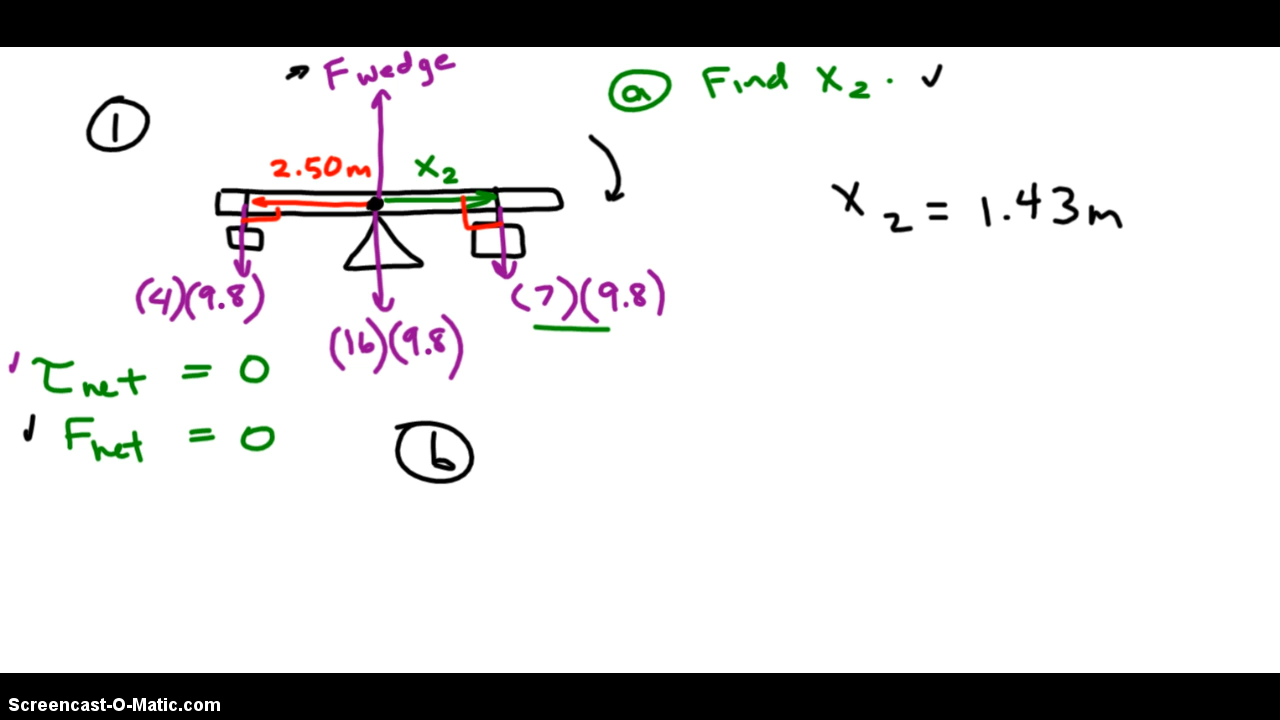 F wedge
a Find x₂ . ✓
1
2.50m x₂
x₂ = 1.43m
(4)(9.8) (7)(9.8)
(16)(9.8)
✓ τnet = 0
✓ Fnet = 0
b
Screencast-O-Matic.com